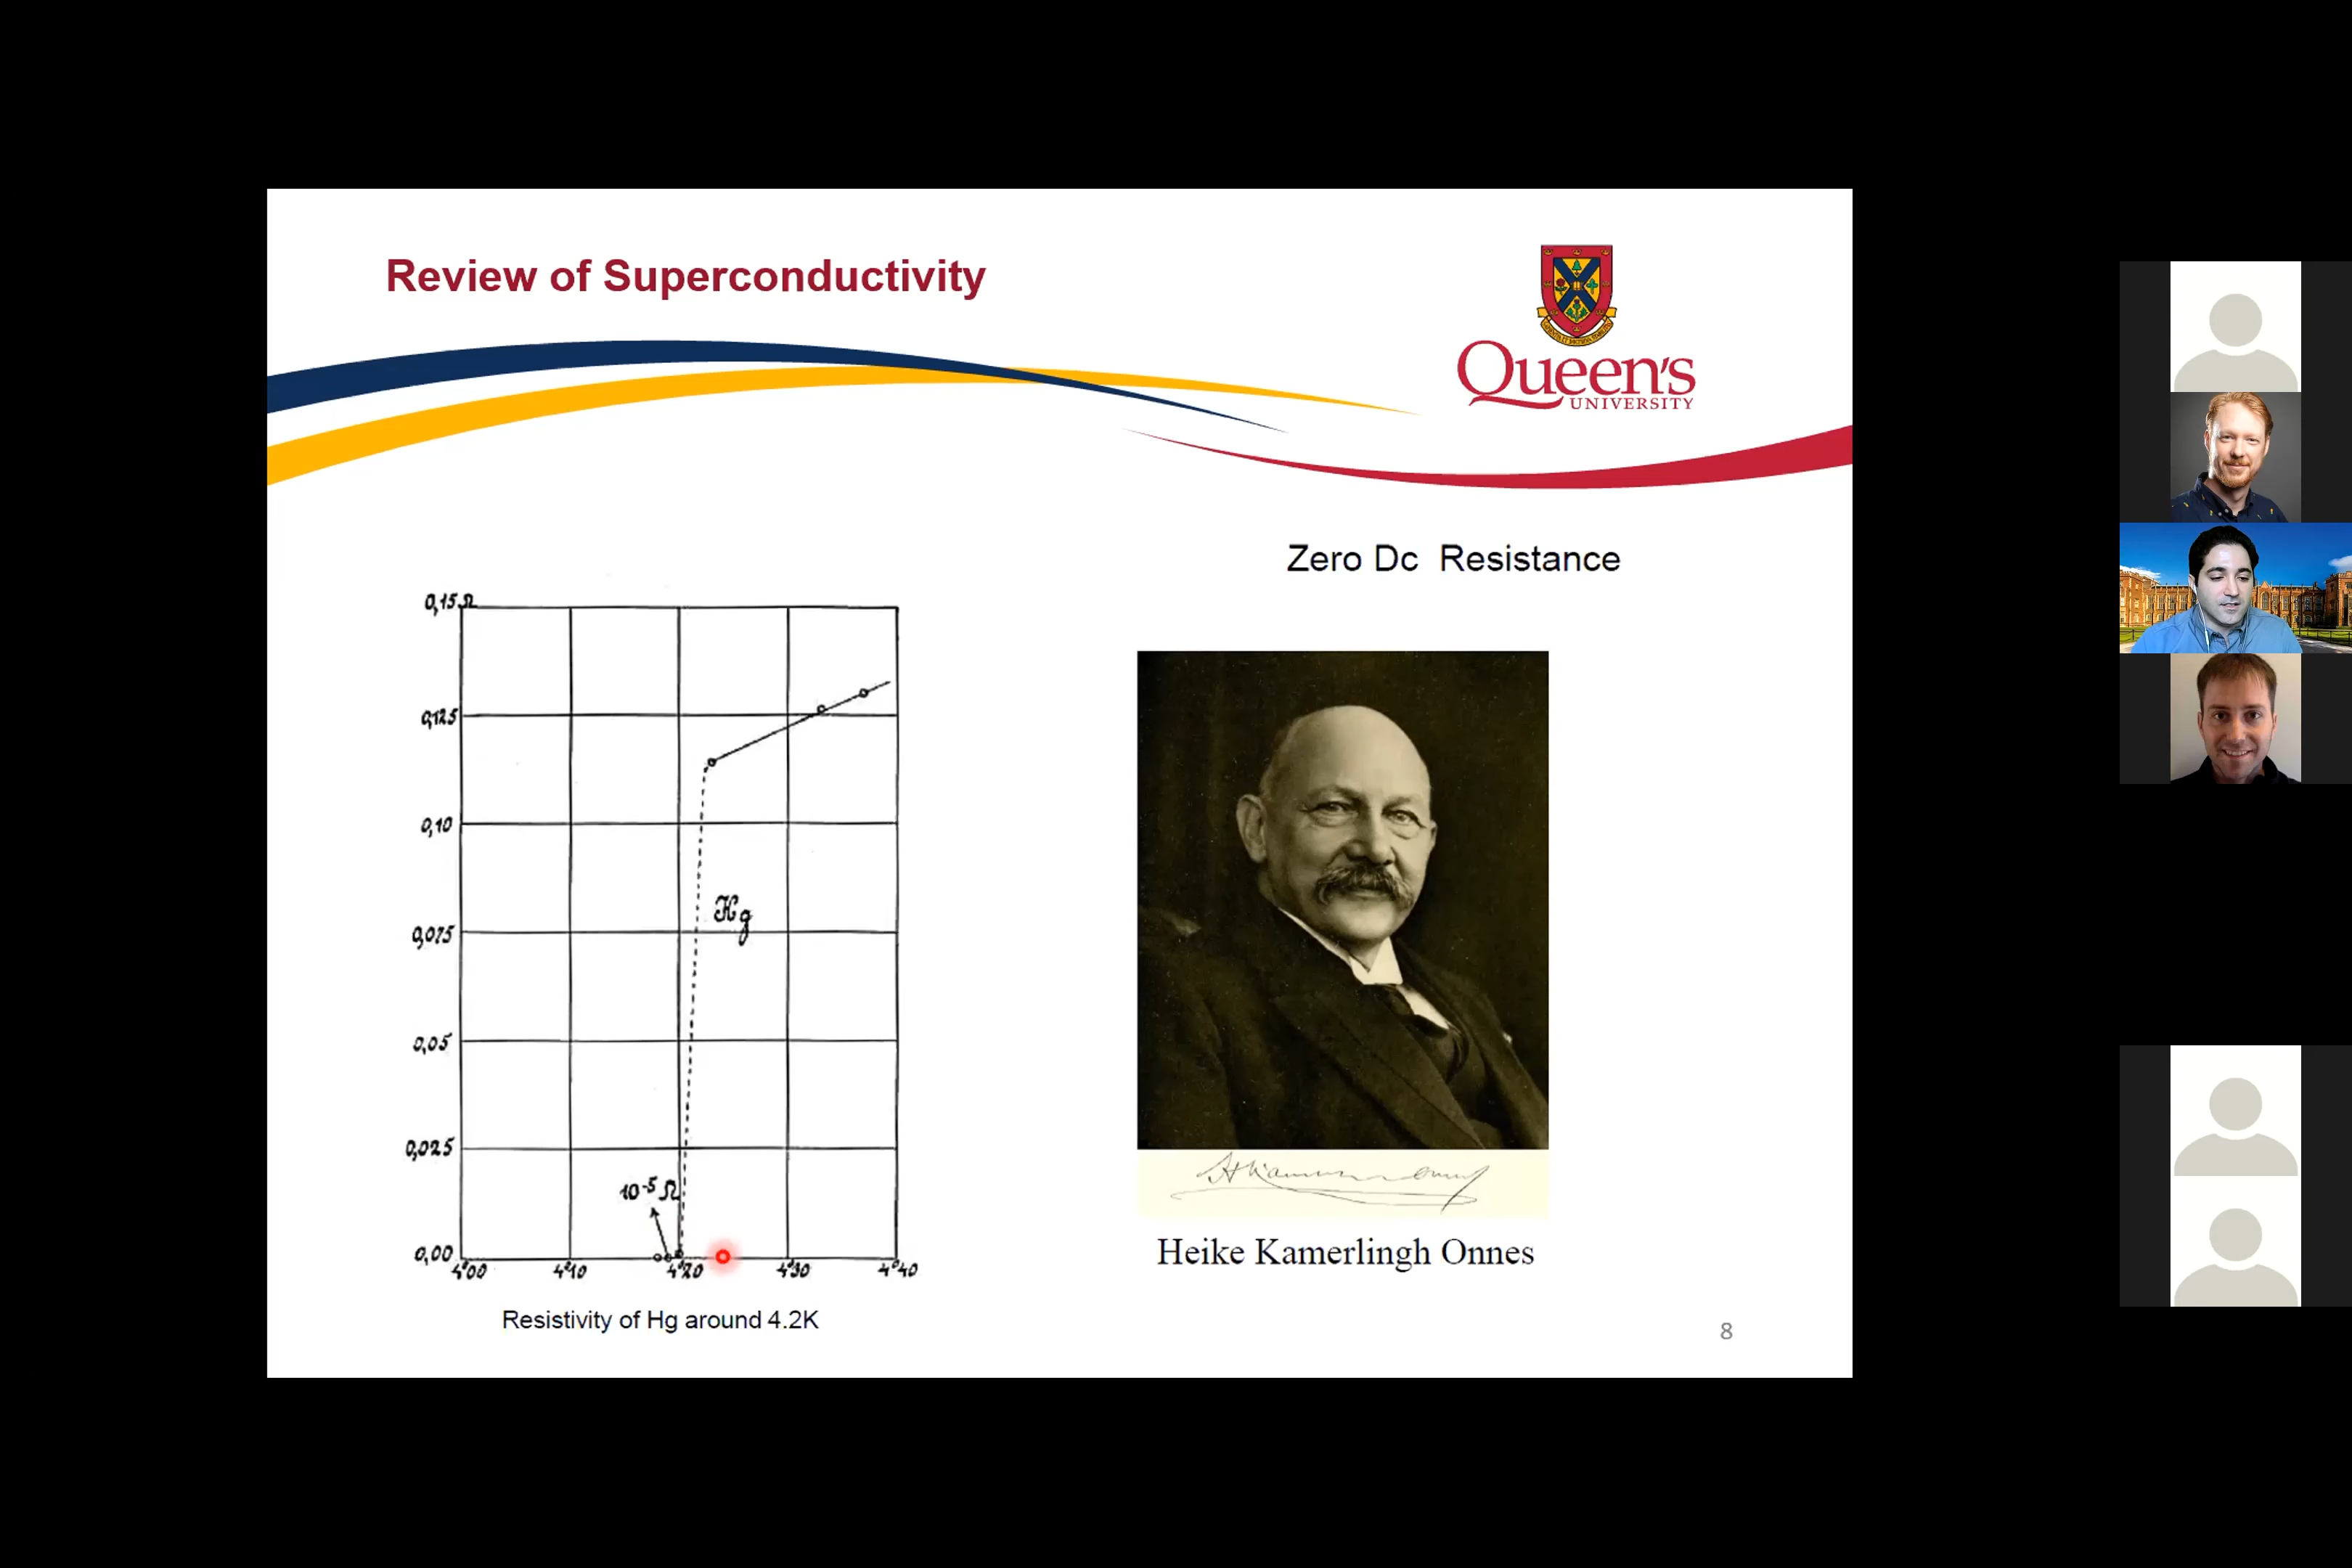 Review of Superconductivity
Queen's
UNIVERSITY
Zero Dc  Resistance
0,15 Ω
0,125
0,10
0,075
0,05
0,025
0,00
Hg
10⁻⁵ Ω
4°00 4°10 4°20 4°30 4°40
Heike Kamerlingh Onnes
Resistivity of Hg around 4.2K
8